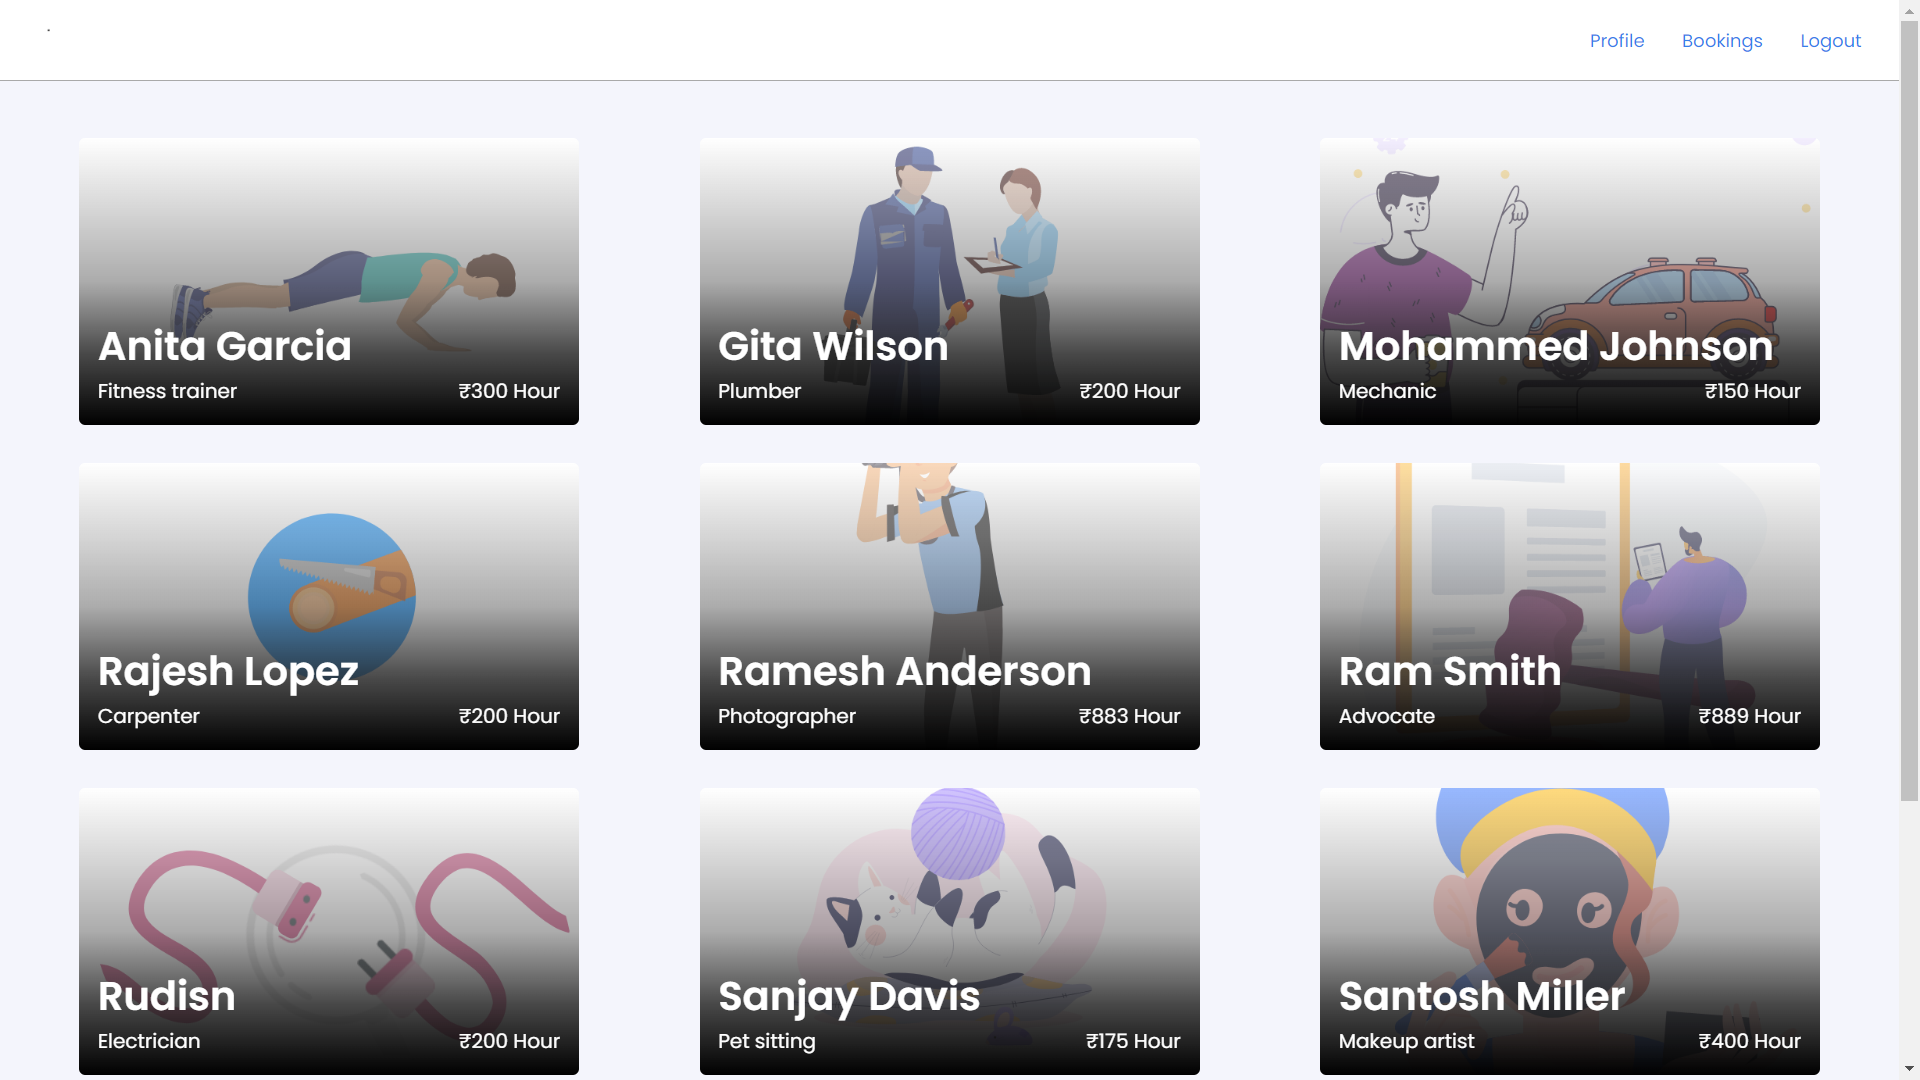 Profile Bookings Logout
Anita Garcia
Fitness trainer ₹300 Hour
Gita Wilson
Plumber ₹200 Hour
Mohammed Johnson
Mechanic ₹150 Hour
Rajesh Lopez
Carpenter ₹200 Hour
Ramesh Anderson
Photographer ₹883 Hour
Ram Smith
Advocate ₹889 Hour
Rudisn
Electrician ₹200 Hour
Sanjay Davis
Pet sitting ₹175 Hour
Santosh Miller
Makeup artist ₹400 Hour